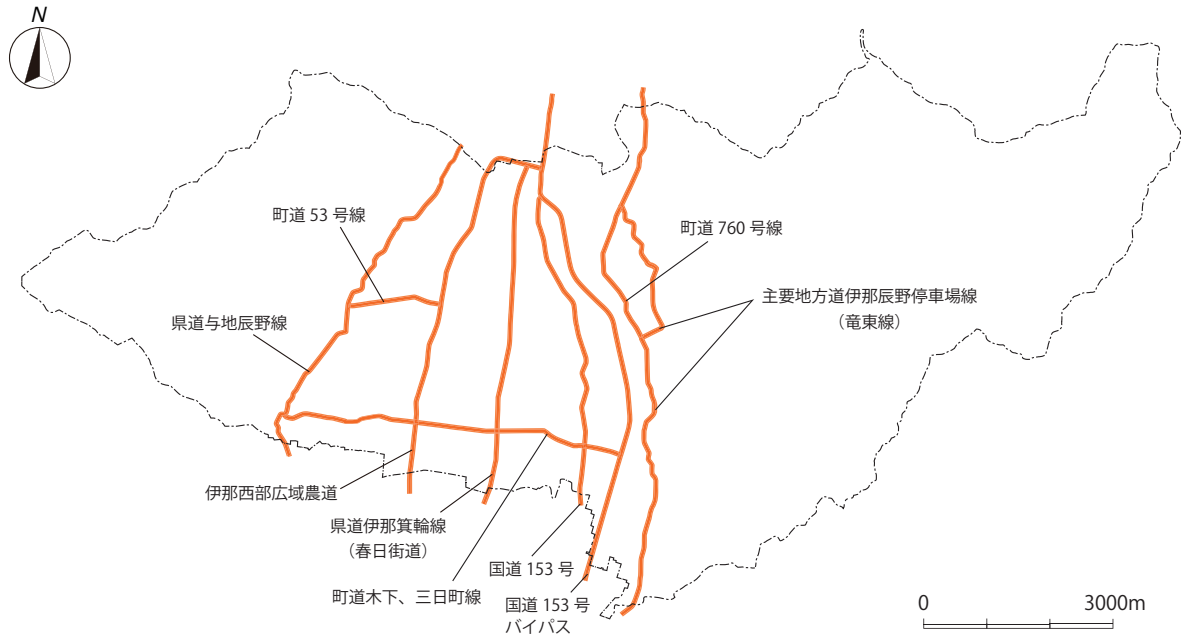 N
町道 53 号線
町道 760 号線
主要地方道伊那辰野停車場線
（竜東線）
県道与地辰野線
伊那西部広域農道
県道伊那箕輪線
（春日街道）
国道 153 号
町道木下、三日町線
国道 153 号
バイパス
0 3000m